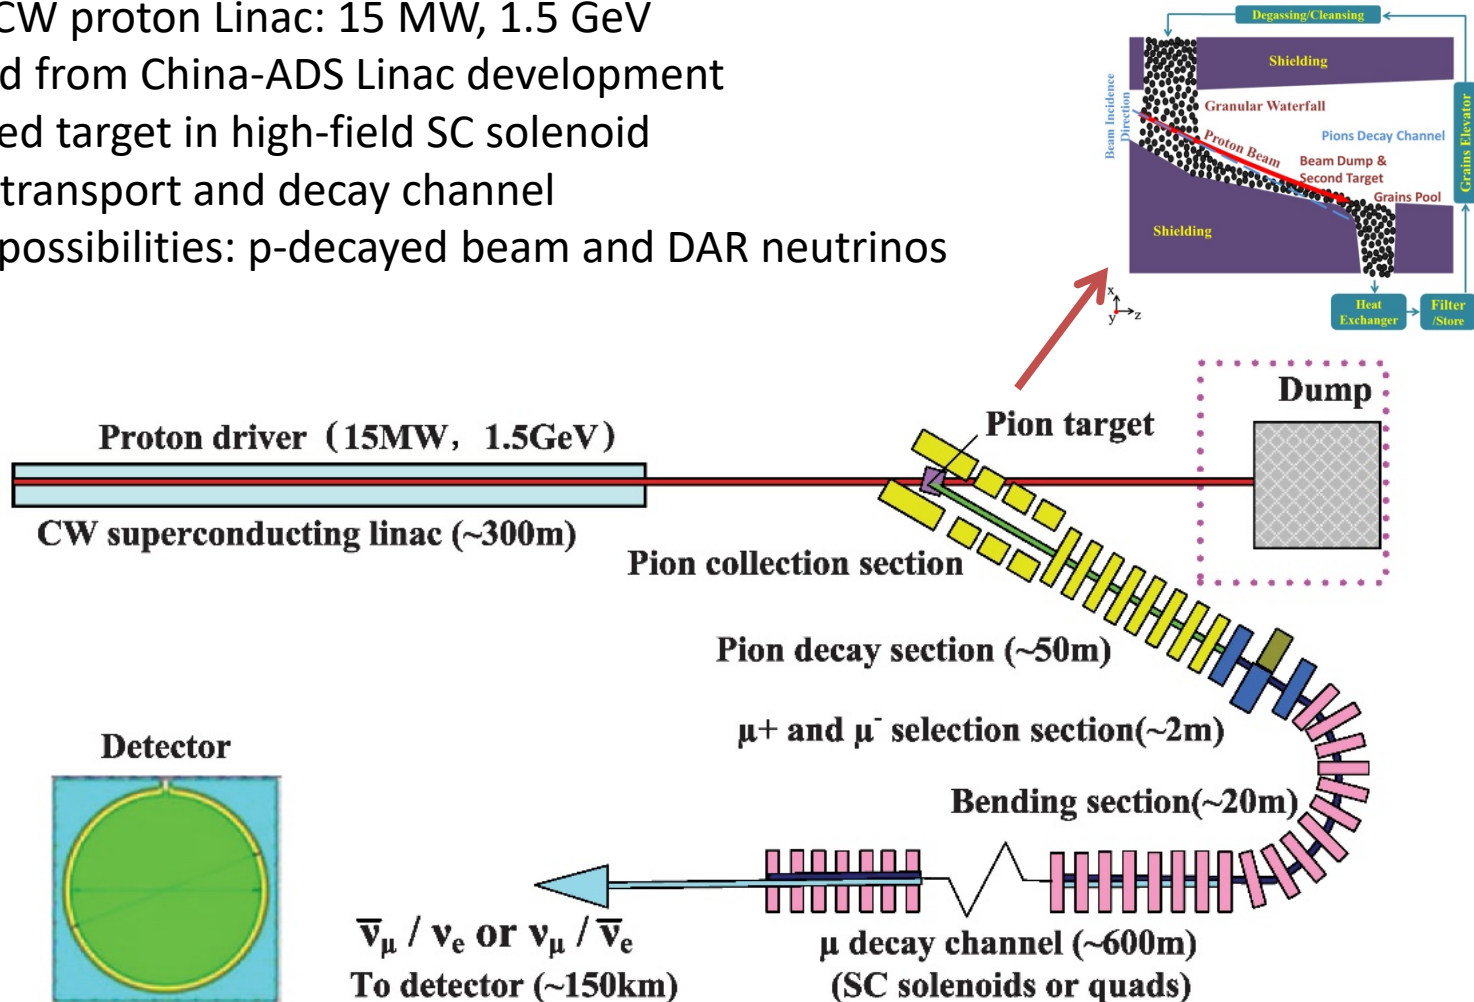 CW proton Linac: 15 MW, 1.5 GeV
d from China-ADS Linac development
ed target in high-field SC solenoid
transport and decay channel
possibilities: p-decayed beam and DAR neutrinos
Degassing/Cleansing
Shielding
Granular Waterfall
Beam Incidence
Direction
Pions Decay Channel
Proton Beam
Beam Dump &
Second Target
Grains Pool
Grains Elevator
Shielding
x
y
z
Heat
Exchanger
Filter
/Store
Dump
Pion target
Proton driver (15MW, 1.5GeV)
CW superconducting linac (~300m)
Pion collection section
Pion decay section (~50m)
μ+ and μ⁻ selection section(~2m)
Detector
Bending section(~20m)
ν̅μ / νe or νμ / ν̅e
To detector (~150km)
μ decay channel (~600m)
(SC solenoids or quads)